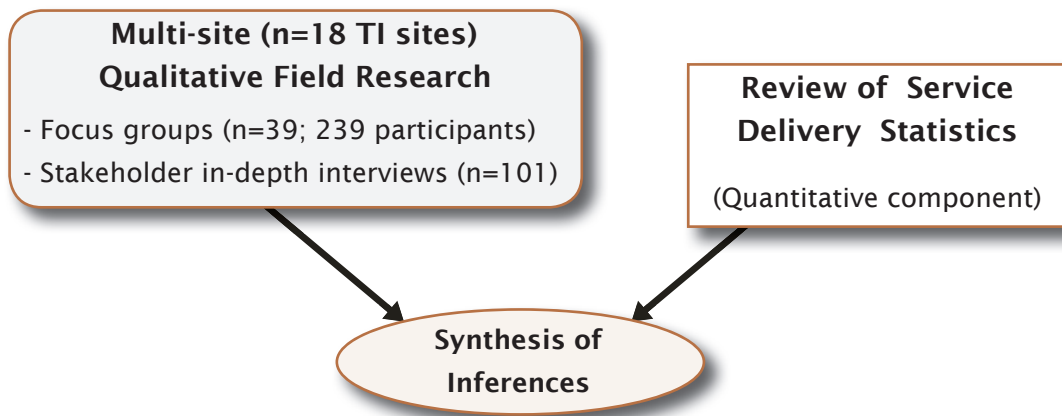 Multi-site (n=18 TI sites)
Qualitative Field Research
- Focus groups (n=39; 239 participants)
- Stakeholder in-depth interviews (n=101)
Review of Service
Delivery Statistics
(Quantitative component)
Synthesis of
Inferences